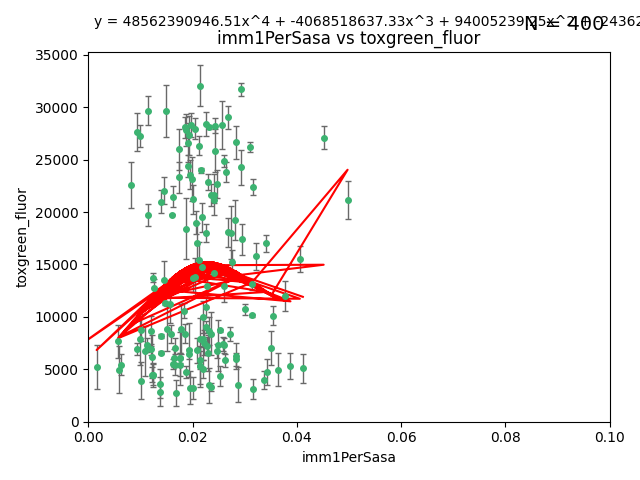 y = 48562390946.51x^4 + -4068518637.33x^3 + 94005239
N = 400
imm1PerSasa vs toxgreen_fluor
35000
30000
25000
20000
15000
10000
5000
0
toxgreen_fluor
0.00 0.02 0.04 0.06 0.08 0.10
imm1PerSasa